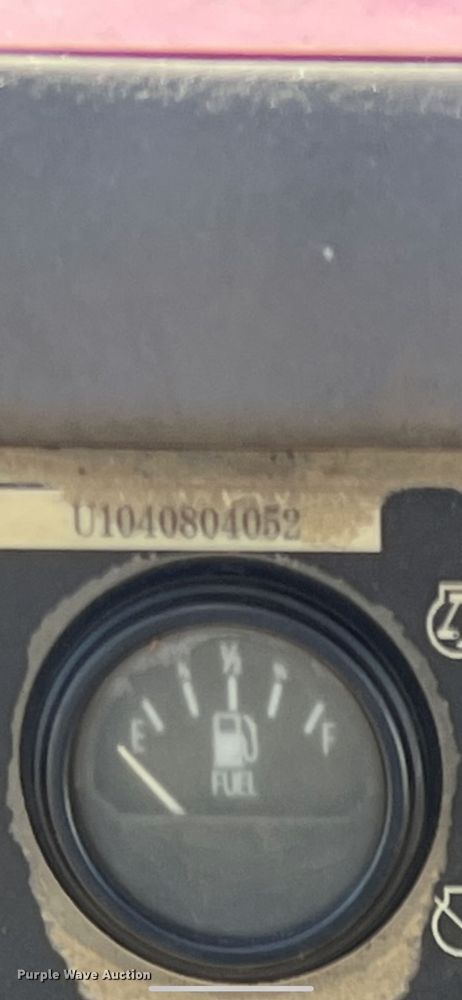 U1040804052
½
E
F
FUEL
Purple Wave Auction